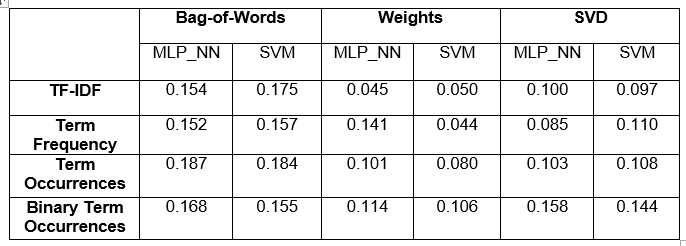 Bag-of-Words Weights SVD
MLP_NN SVM MLP_NN SVM MLP_NN SVM
TF-IDF 0.154 0.175 0.045 0.050 0.100 0.097
Term Frequency 0.152 0.157 0.141 0.044 0.085 0.110
Term Occurrences 0.187 0.184 0.101 0.080 0.103 0.108
Binary Term Occurrences 0.168 0.155 0.114 0.106 0.158 0.144